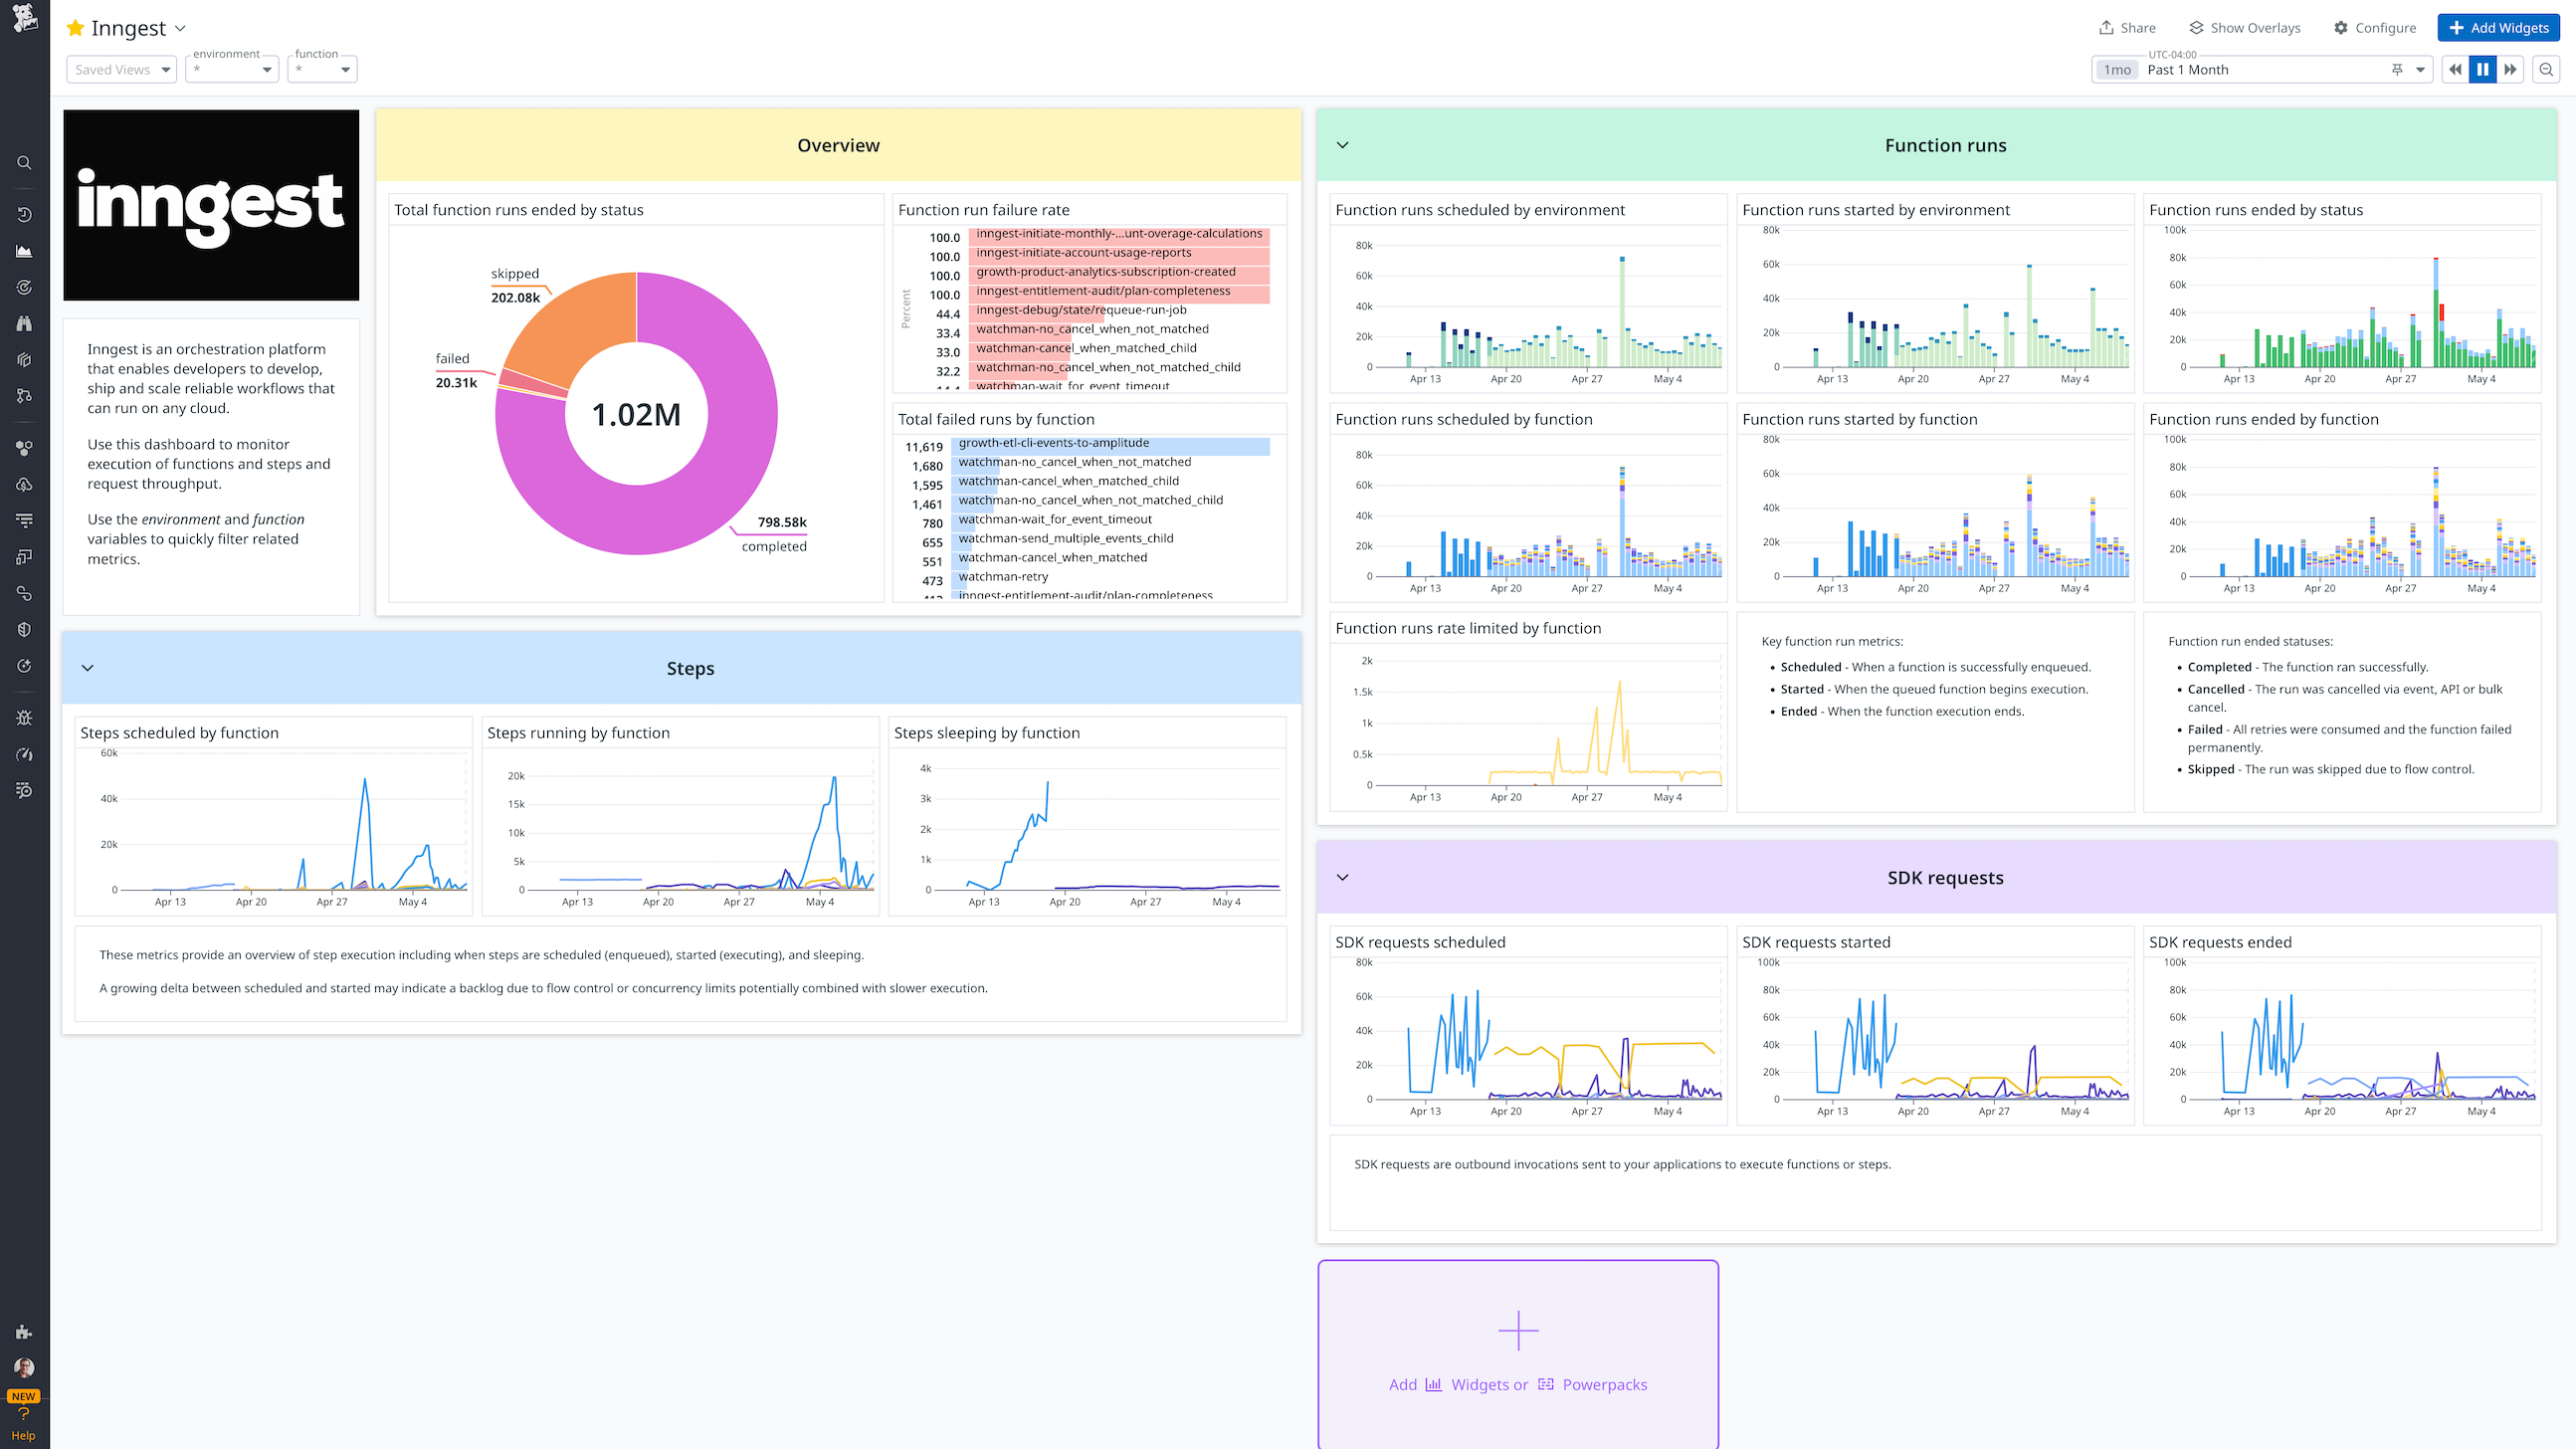 Inngest
Share
Show Overlays
Configure
Add Widgets
Saved Views
environment
*
function
*
UTC-04:00
1mo
Past 1 Month
inngest
Inngest is an orchestration platform
that enables developers to develop,
ship and scale reliable workflows that
can run on any cloud.
Use this dashboard to monitor
execution of functions and steps and
request throughput.
Use the environment and function
variables to quickly filter related
metrics.
Overview
Total function runs ended by status
skipped
202.08k
failed
20.31k
1.02M
798.58k
completed
Function run failure rate
Percent
100.0 inngest-initiate-monthly-...unt-overage-calculations
100.0 inngest-initiate-account-usage-reports
100.0 growth-product-analytics-subscription-created
100.0 inngest-entitlement-audit/plan-completeness
44.4 inngest-debug/state/requeue-run-job
33.4 watchman-no_cancel_when_not_matched
33.0 watchman-cancel_when_matched_child
32.2 watchman-no_cancel_when_not_matched_child
14.4 watchman-wait_for_event_timeout
Total failed runs by function
11,619 growth-etl-cli-events-to-amplitude
1,680 watchman-no_cancel_when_not_matched
1,595 watchman-cancel_when_matched_child
1,461 watchman-no_cancel_when_not_matched_child
780 watchman-wait_for_event_timeout
655 watchman-send_multiple_events_child
551 watchman-cancel_when_matched
473 watchman-retry
inngest-entitlement-audit/plan-completeness
Steps
Steps scheduled by function
60k
40k
20k
0
Apr 13 Apr 20 Apr 27 May 4
Steps running by function
20k
15k
10k
5k
0
Apr 13 Apr 20 Apr 27 May 4
Steps sleeping by function
4k
3k
2k
1k
0
Apr 13 Apr 20 Apr 27 May 4
These metrics provide an overview of step execution including when steps are scheduled (enqueued), started (executing), and sleeping.
A growing delta between scheduled and started may indicate a backlog due to flow control or concurrency limits potentially combined with slower execution.
Function runs
Function runs scheduled by environment
80k
60k
40k
20k
0
Apr 13 Apr 20 Apr 27 May 4
Function runs started by environment
80k
60k
40k
20k
0
Apr 13 Apr 20 Apr 27 May 4
Function runs ended by status
100k
80k
60k
40k
20k
0
Apr 13 Apr 20 Apr 27 May 4
Function runs scheduled by function
80k
60k
40k
20k
0
Apr 13 Apr 20 Apr 27 May 4
Function runs started by function
80k
60k
40k
20k
0
Apr 13 Apr 20 Apr 27 May 4
Function runs ended by function
100k
80k
60k
40k
20k
0
Apr 13 Apr 20 Apr 27 May 4
Function runs rate limited by function
2k
1.5k
1k
0.5k
0
Apr 13 Apr 20 Apr 27 May 4
Key function run metrics:
• Scheduled - When a function is successfully enqueued.
• Started - When the queued function begins execution.
• Ended - When the function execution ends.
Function run ended statuses:
• Completed - The function ran successfully.
• Cancelled - The run was cancelled via event, API or bulk
cancel.
• Failed - All retries were consumed and the function failed
permanently.
• Skipped - The run was skipped due to flow control.
SDK requests
SDK requests scheduled
80k
60k
40k
20k
0
Apr 13 Apr 20 Apr 27 May 4
SDK requests started
100k
80k
60k
40k
20k
0
Apr 13 Apr 20 Apr 27 May 4
SDK requests ended
100k
80k
60k
40k
20k
0
Apr 13 Apr 20 Apr 27 May 4
SDK requests are outbound invocations sent to your applications to execute functions or steps.
Add Widgets or Powerpacks
NEW
?
Help